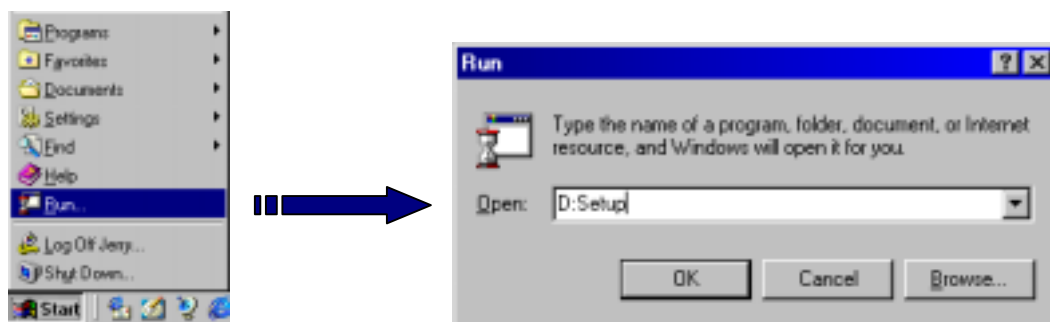 Programs
Favorites
Documents
Settings
Find
Help
Run...
Log Off Jerry...
Shut Down...
Start
Run
Type the name of a program, folder, document, or Internet
resource, and Windows will open it for you.
Open: D:Setup
OK Cancel Browse...